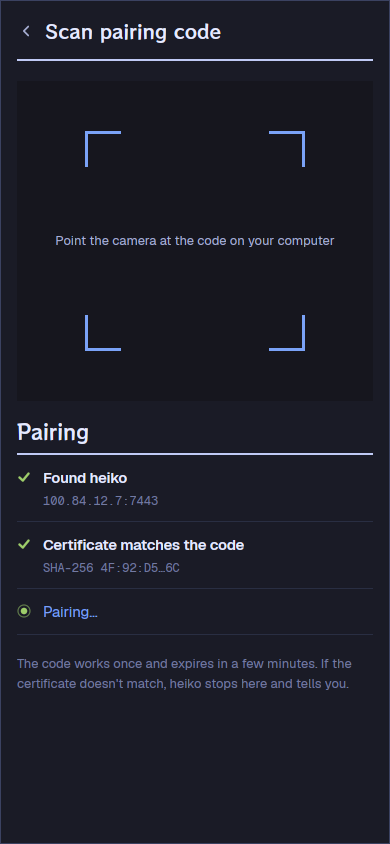 Scan pairing code
Point the camera at the code on your computer
Pairing
Found heiko
100.84.12.7:7443
Certificate matches the code
SHA-256 4F:92:D5…6C
Pairing…
The code works once and expires in a few minutes. If the
certificate doesn't match, heiko stops here and tells you.